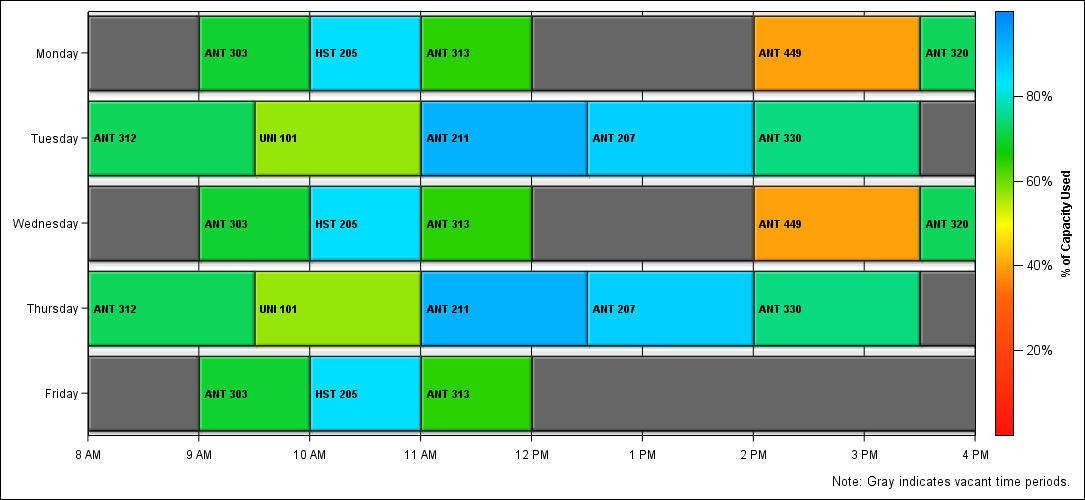 Monday
ANT 303
HST 205
ANT 313
ANT 449
ANT 320
Tuesday
ANT 312
UNI 101
ANT 211
ANT 207
ANT 330
Wednesday
ANT 303
HST 205
ANT 313
ANT 449
ANT 320
Thursday
ANT 312
UNI 101
ANT 211
ANT 207
ANT 330
Friday
ANT 303
HST 205
ANT 313
8 AM
9 AM
10 AM
11 AM
12 PM
1 PM
2 PM
3 PM
4 PM
80%
60%
40%
20%
% of Capacity Used
Note: Gray indicates vacant time periods.